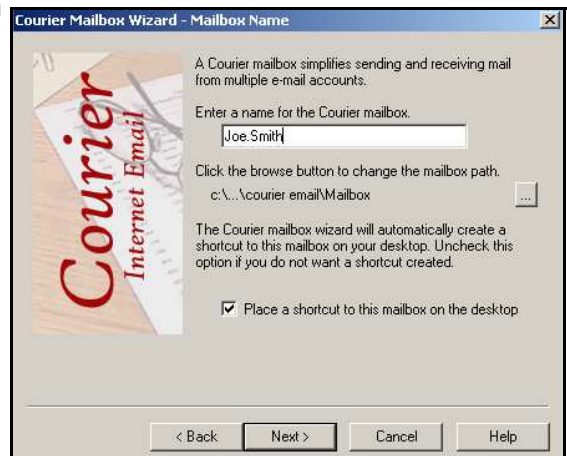 Courier Mailbox Wizard - Mailbox Name
Courier
Internet Email
A Courier mailbox simplifies sending and receiving mail
from multiple e-mail accounts.
Enter a name for the Courier mailbox.
Joe.Smith
Click the browse button to change the mailbox path.
c:\...\courier email\Mailbox
...
The Courier mailbox wizard will automatically create a
shortcut to this mailbox on your desktop. Uncheck this
option if you do not want a shortcut created.
Place a shortcut to this mailbox on the desktop
< Back
Next >
Cancel
Help